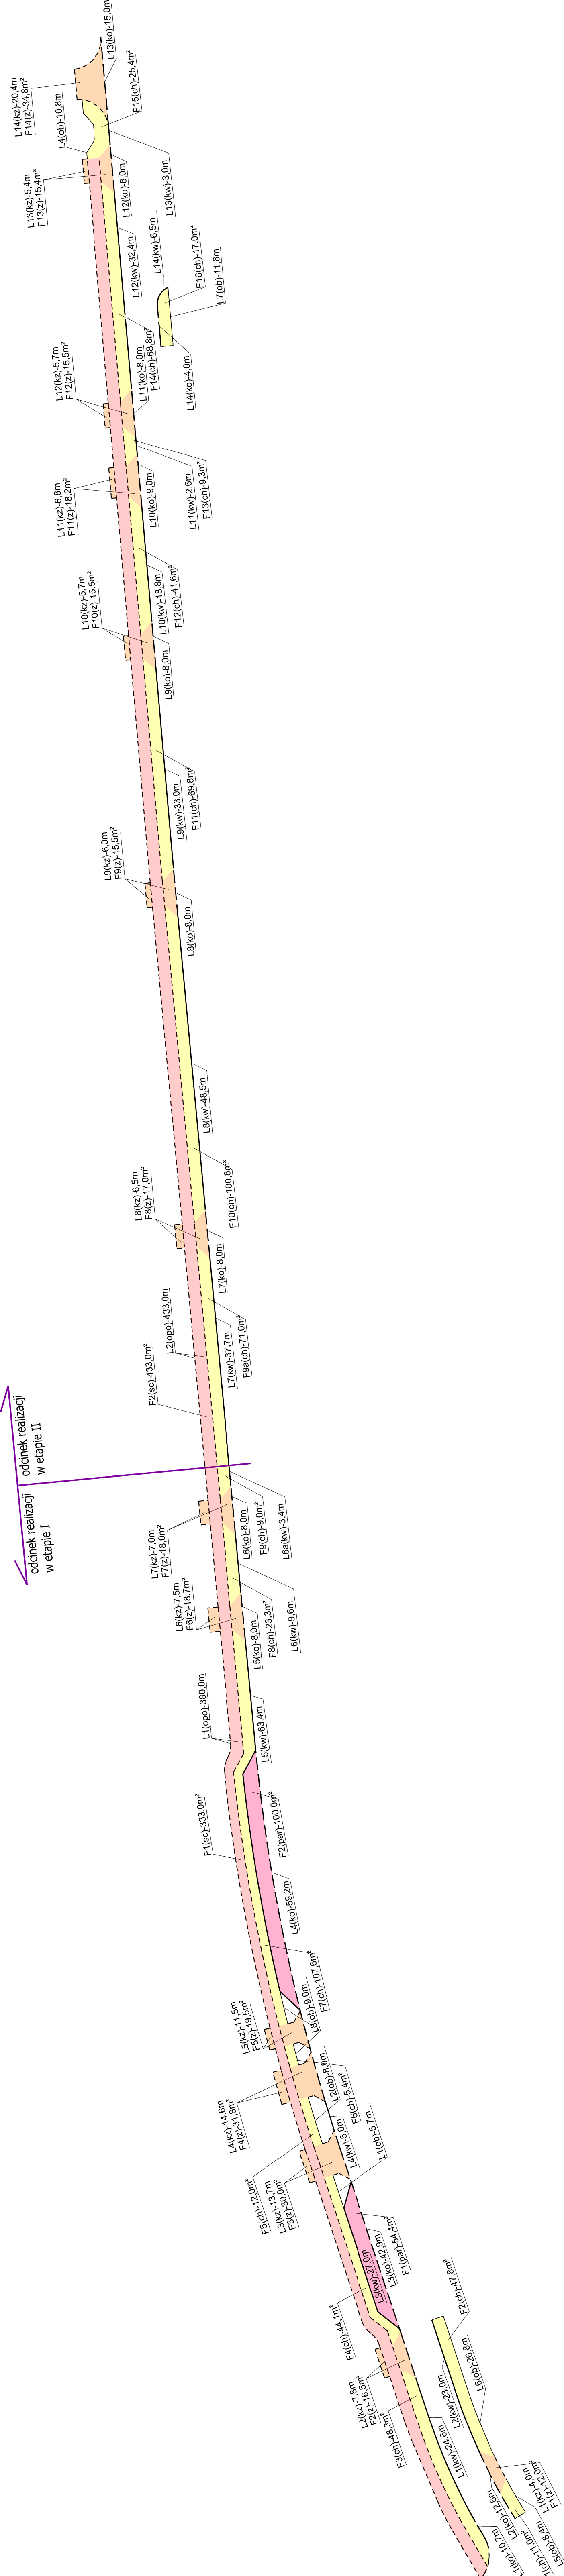 L13(ko)-15,0m
L14(kz)-20,4m
F14(z)-34,8m²
F15(ch)-25,4m²
L4(ob)-10,8m
L13(kz)-5,4m
F13(z)-15,4m²
L12(ko)-8,0m
L13(kw)-3,0m
L12(kw)-32,4m
L14(kw)-6,5m
F16(ch)-17,0m²
L7(ob)-11,6m
L14(ko)-4,0m
L12(kz)-5,7m
F12(z)-15,5m²
L11(ko)-8,0m
F14(ch)-68,8m²
L11(kz)-6,8m
F11(z)-18,2m²
L10(ko)-9,0m
L11(kw)-2,6m
F13(ch)-9,3m²
L10(kz)-5,7m
F10(z)-15,5m²
L10(kw)-18,8m
F12(ch)-41,6m²
L9(ko)-8,0m
L9(kw)-33,0m
F11(ch)-69,8m²
L9(kz)-6,0m
F9(z)-15,5m²
L8(ko)-8,0m
L8(kw)-48,5m
F10(ch)-100,8m²
L8(kz)-6,5m
F8(z)-17,0m²
L7(ko)-8,0m
L2(opo)-433,0m
F2(sc)-433,0m²
L7(kw)-37,7m
F9a(ch)-71,0m²
odcinek realizacji
w etapie II
odcinek realizacji
w etapie I
L7(kz)-7,0m
F7(z)-18,0m²
L6(ko)-8,0m
F9(ch)-9,0m²
L6a(kw)-3,4m
L6(kz)-7,5m
F6(z)-18,7m²
L5(ko)-8,0m
F8(ch)-23,3m²
L6(kw)-9,6m
L1(opo)-380,0m
L5(kw)-63,4m
F1(sc)-333,0m²
F2(par)-100,0m²
L4(ko)-59,2m
F7(ch)-107,6m²
L3(ob)-9,0m
L5(kz)-11,5m
F5(z)-19,5m²
L4(kz)-14,6m
F4(z)-31,8m²
L2(ob)-8,0m
F6(ch)-5,4m²
L4(kw)-5,0m
L1(ob)-5,7m
F5(ch)-12,0m²
L3(kz)-13,7m
F3(z)-30,0m²
L3(kw)-27,0m
L3(ko)-42,9m
F1(par)-54,4m²
F4(ch)-44,1m²
L2(kz)-7,8m
F2(z)-16,5m²
F3(ch)-48,3m²
F2(ch)-47,8m²
L6(ob)-26,8m
L2(kw)-23,0m
L1(kw)-24,6m
L1(kz)-4,0m
F1(z)-12,0m²
L2(ko)-12,6m
(ch)-11,0m²
L5(ob)-8,4m
L1(ko)-10,7m